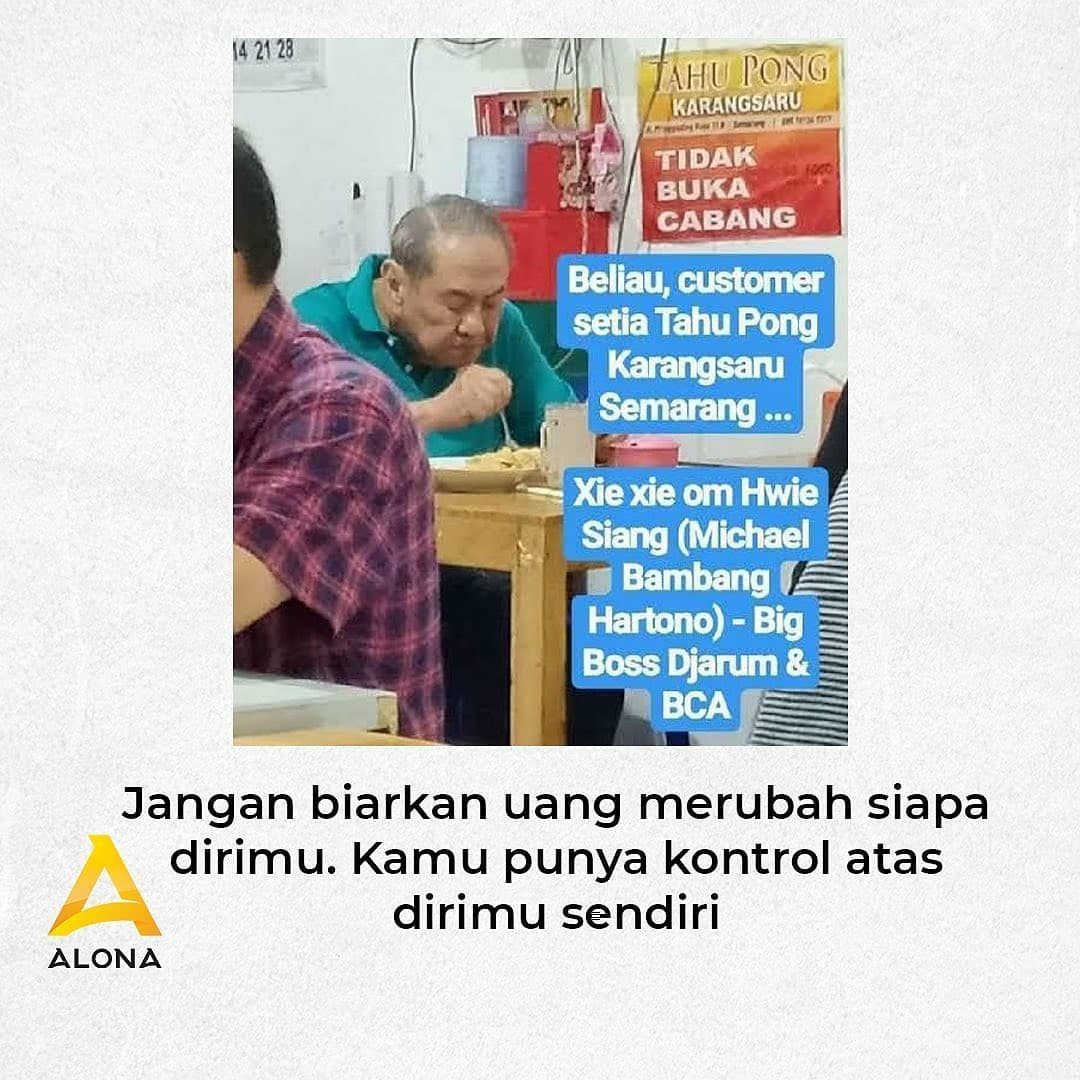 14 21 28
TAHU PONG
KARANGSARU
TIDAK
BUKA
CABANG
Beliau, customer
setia Tahu Pong
Karangsaru
Semarang ...
Xie xie om Hwie
Siang (Michael
Bambang
Hartono) - Big
Boss Djarum &
BCA
Jangan biarkan uang merubah siapa
dirimu. Kamu punya kontrol atas
dirimu sendiri
ALONA